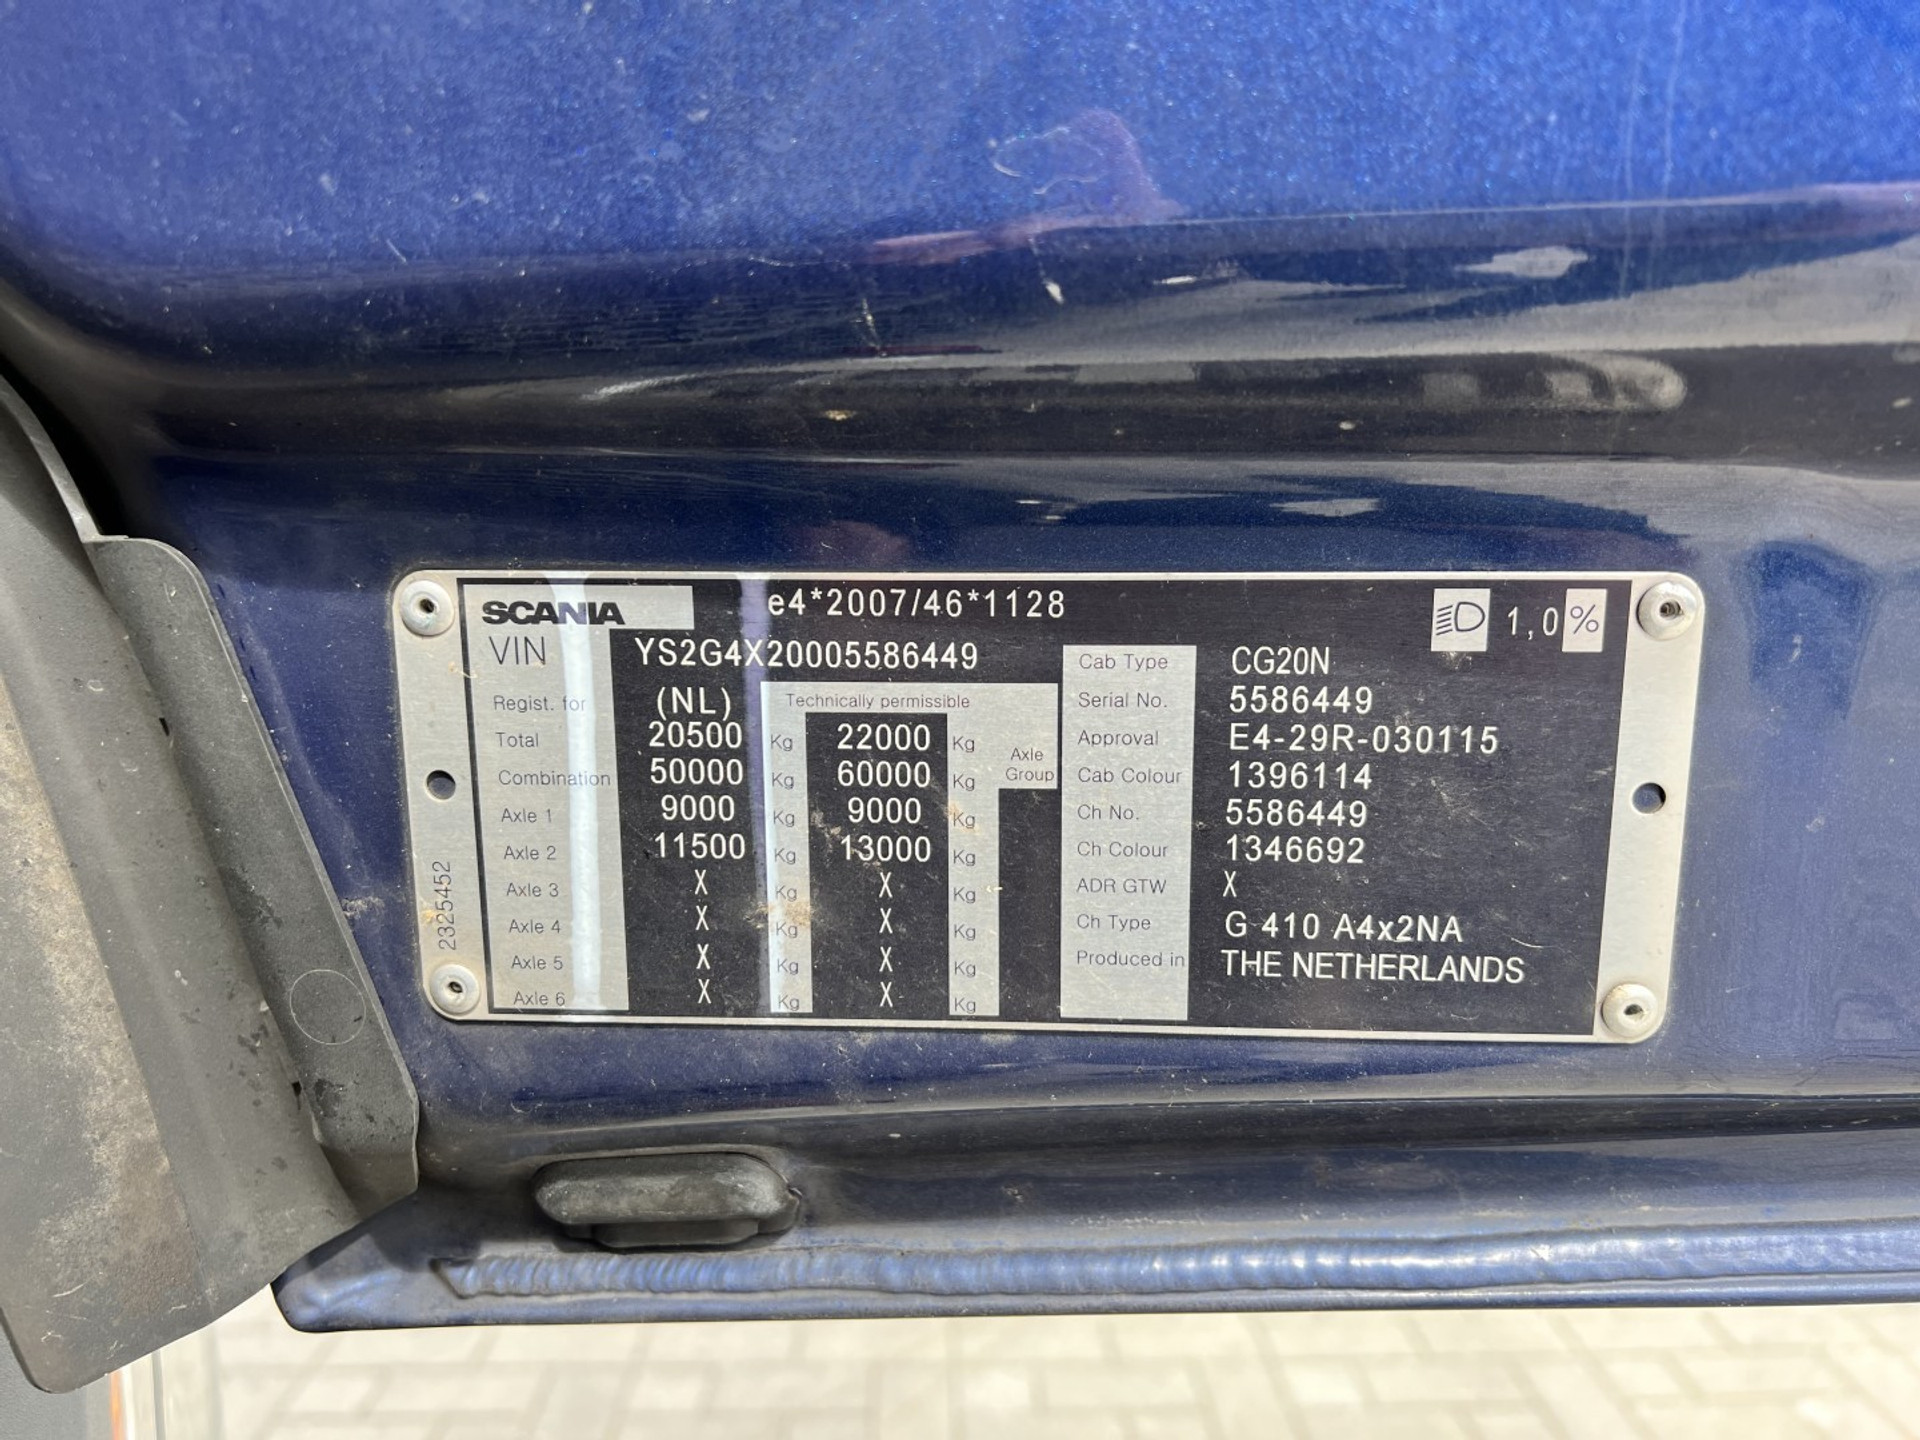 SCANIA e4*2007/46*1128 1,0 %
VIN YS2G4X20005586449
Regist. for (NL) Technically permissible
Total 20500 Kg 22000 Kg
Combination 50000 Kg 60000 Kg
Axle
Group
Axle 1 9000 Kg 9000 Kg
Axle 2 11500 Kg 13000 Kg
Axle 3 X Kg X Kg
Axle 4 X Kg X Kg
Axle 5 X Kg X Kg
Axle 6 X Kg X Kg
Cab Type CG20N
Serial No. 5586449
Approval E4-29R-030115
Cab Colour 1396114
Ch No. 5586449
Ch Colour 1346692
ADR GTW X
Ch Type G 410 A4x2NA
Produced in THE NETHERLANDS
2325452